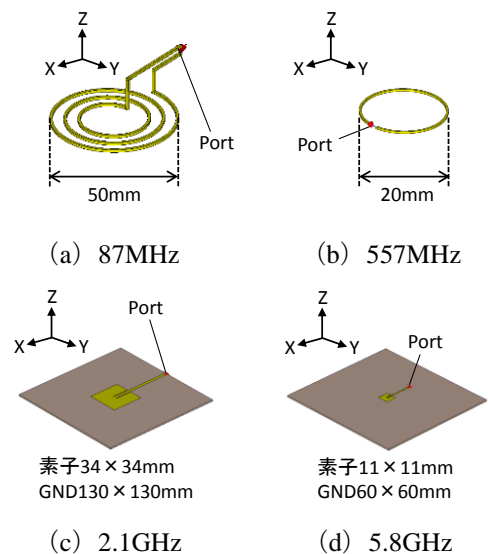 Z
X
Y
Port
50mm
(a) 87MHz
Z
X
Y
Port
20mm
(b) 557MHz
Z
X
Y
Port
素子34×34mm
GND130×130mm
(c) 2.1GHz
Z
X
Y
Port
素子11×11mm
GND60×60mm
(d) 5.8GHz